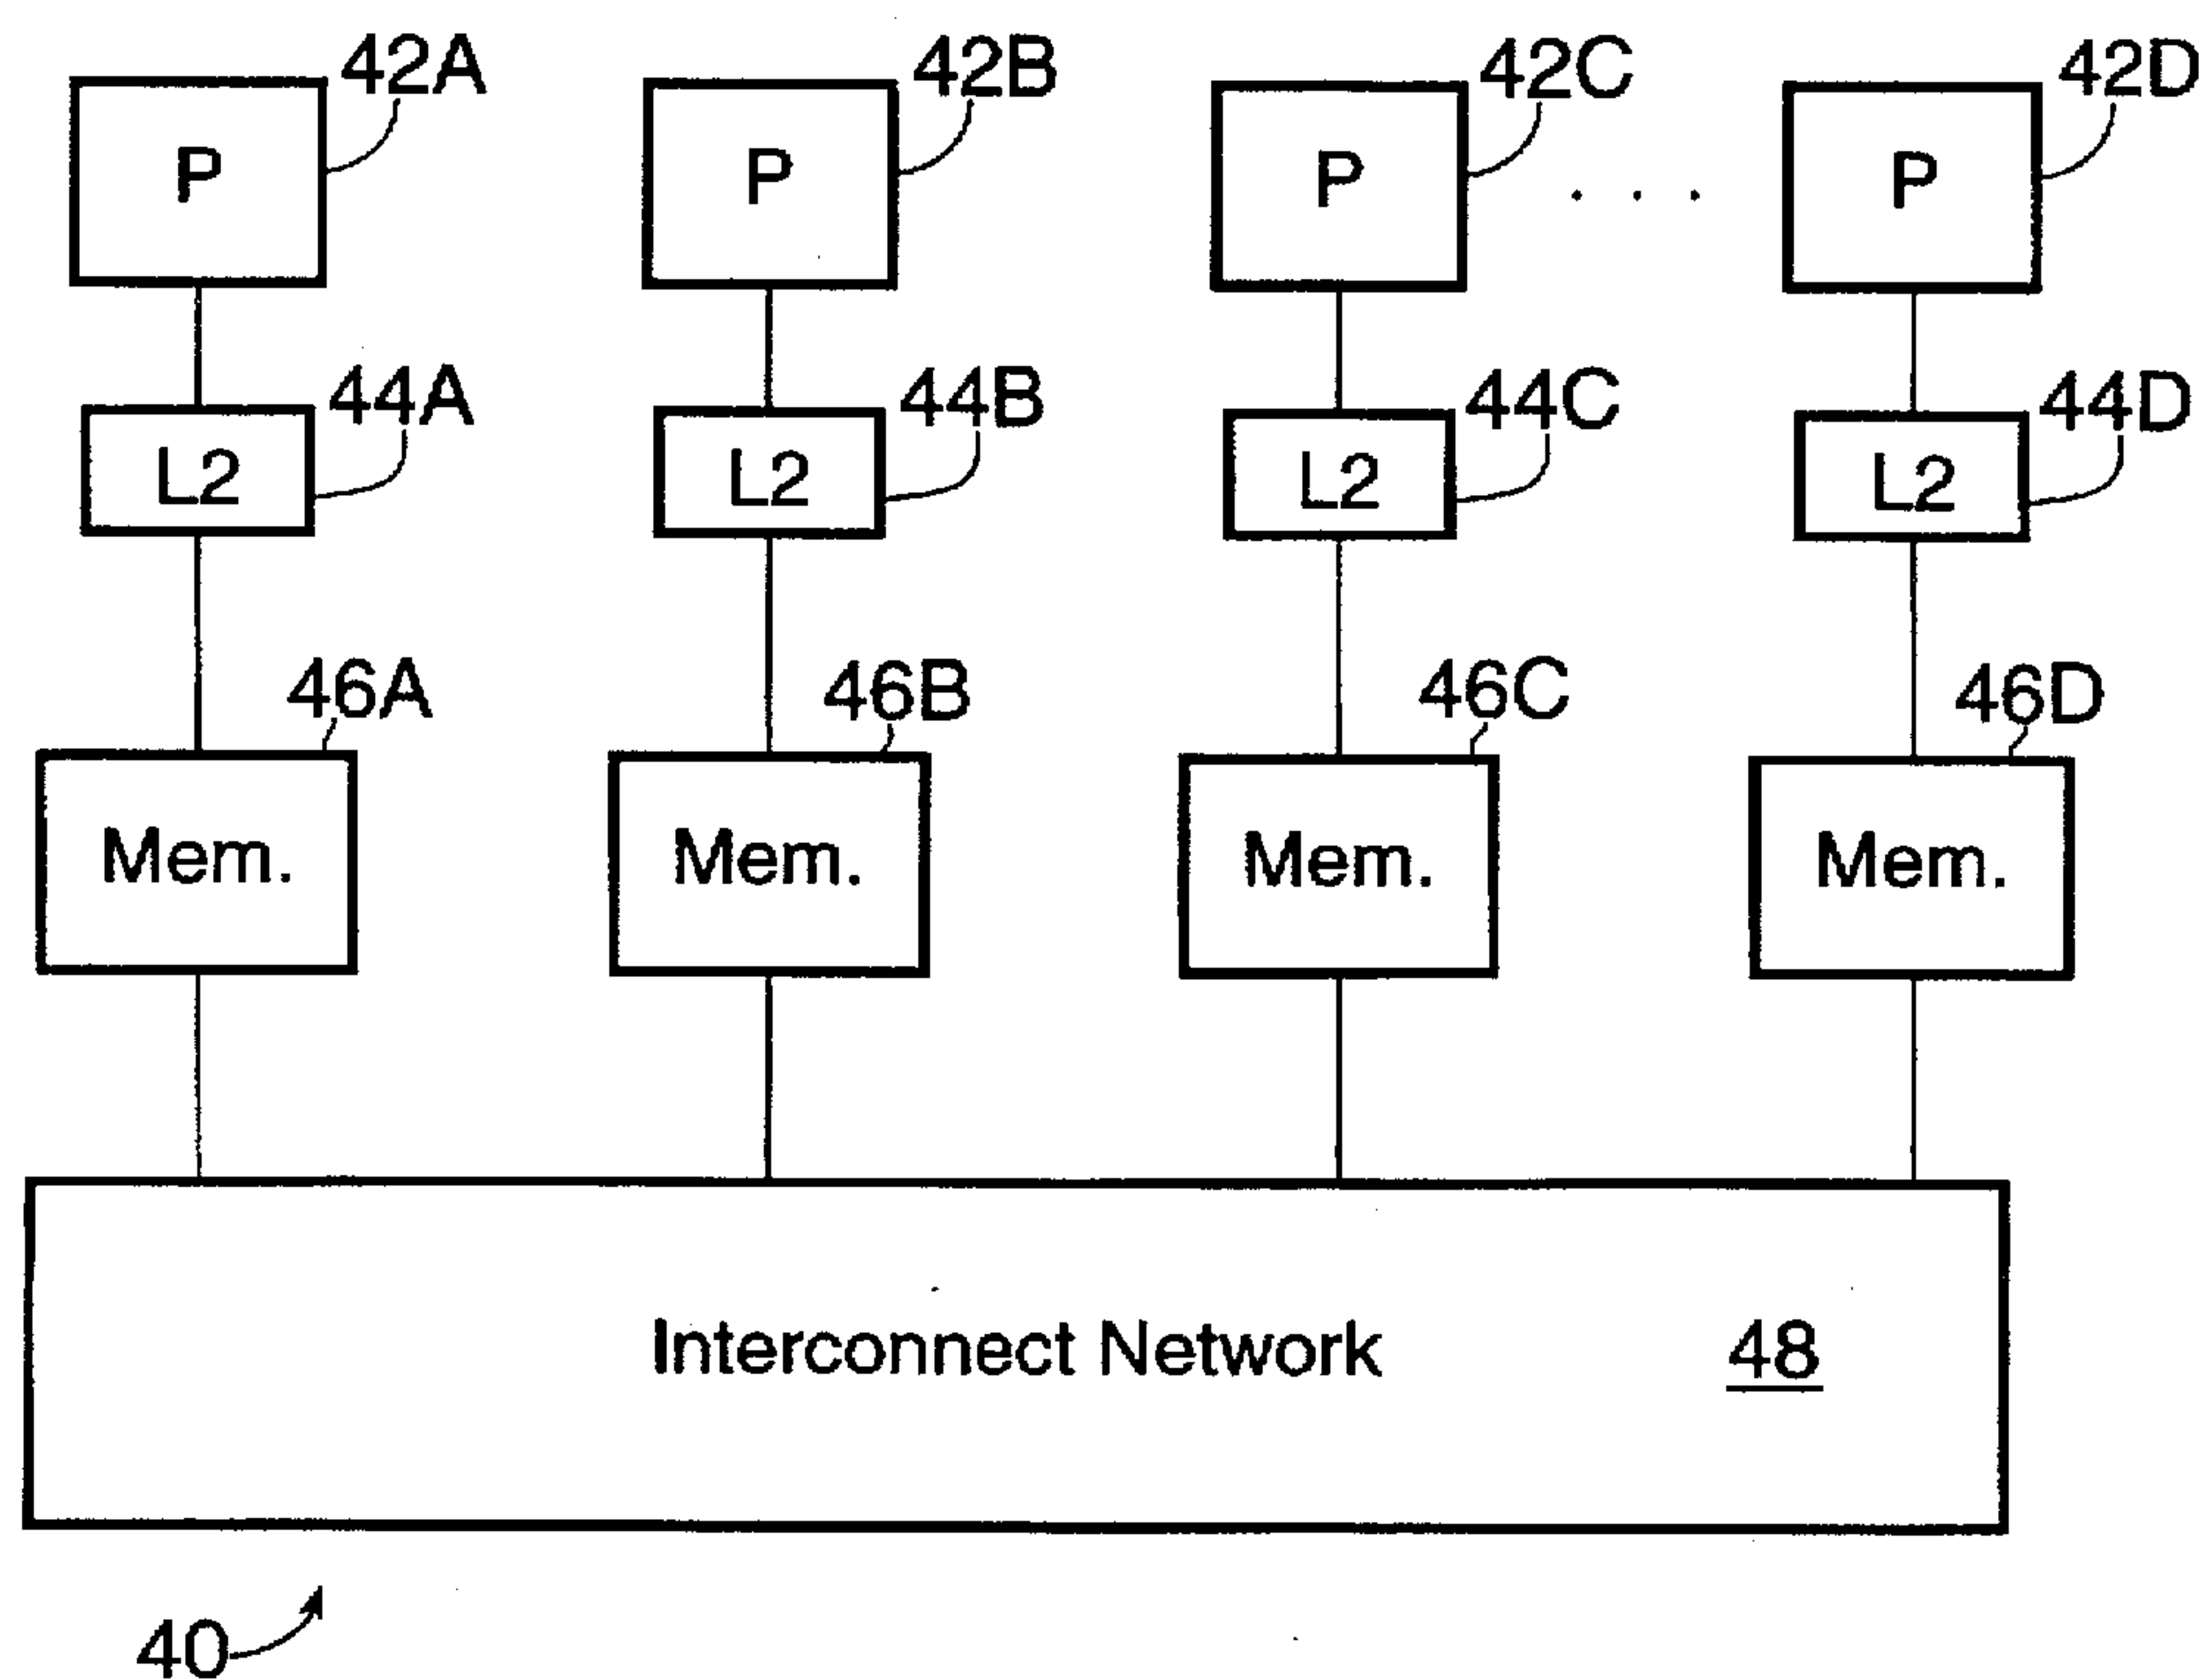 42A 42B 42C 42D
P P P . . . P
44A 44B 44C 44D
L2 L2 L2 L2
46A 46B 46C 46D
Mem. Mem. Mem. Mem.
Interconnect Network 48
40